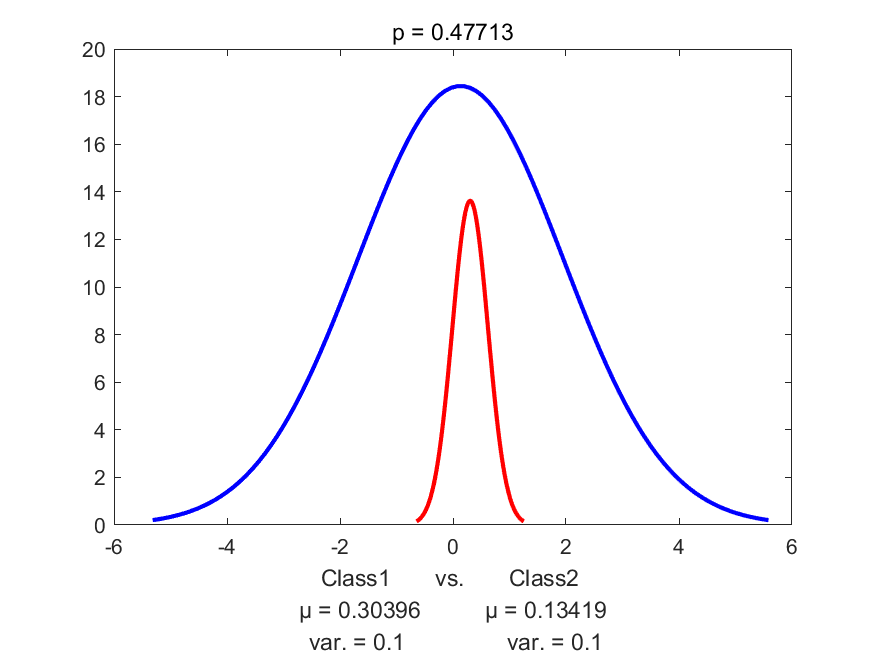 p = 0.47713
20
18
16
14
12
10
8
6
4
2
0
-6 -4 -2 0 2 4 6
Class1 vs. Class2
µ = 0.30396 µ = 0.13419
var. = 0.1 var. = 0.1